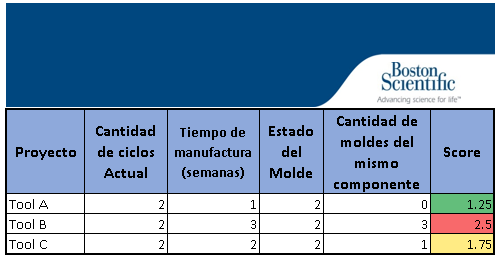 Boston
Scientific
Advancing science for life™
Proyecto
Cantidad
de ciclos
Actual
Tiempo de
manufactura
(semanas)
Estado
del
Molde
Cantidad de
moldes del
mismo
componente
Score
Tool A 2 1 2 0 1.25
Tool B 2 3 2 3 2.5
Tool C 2 2 2 1 1.75